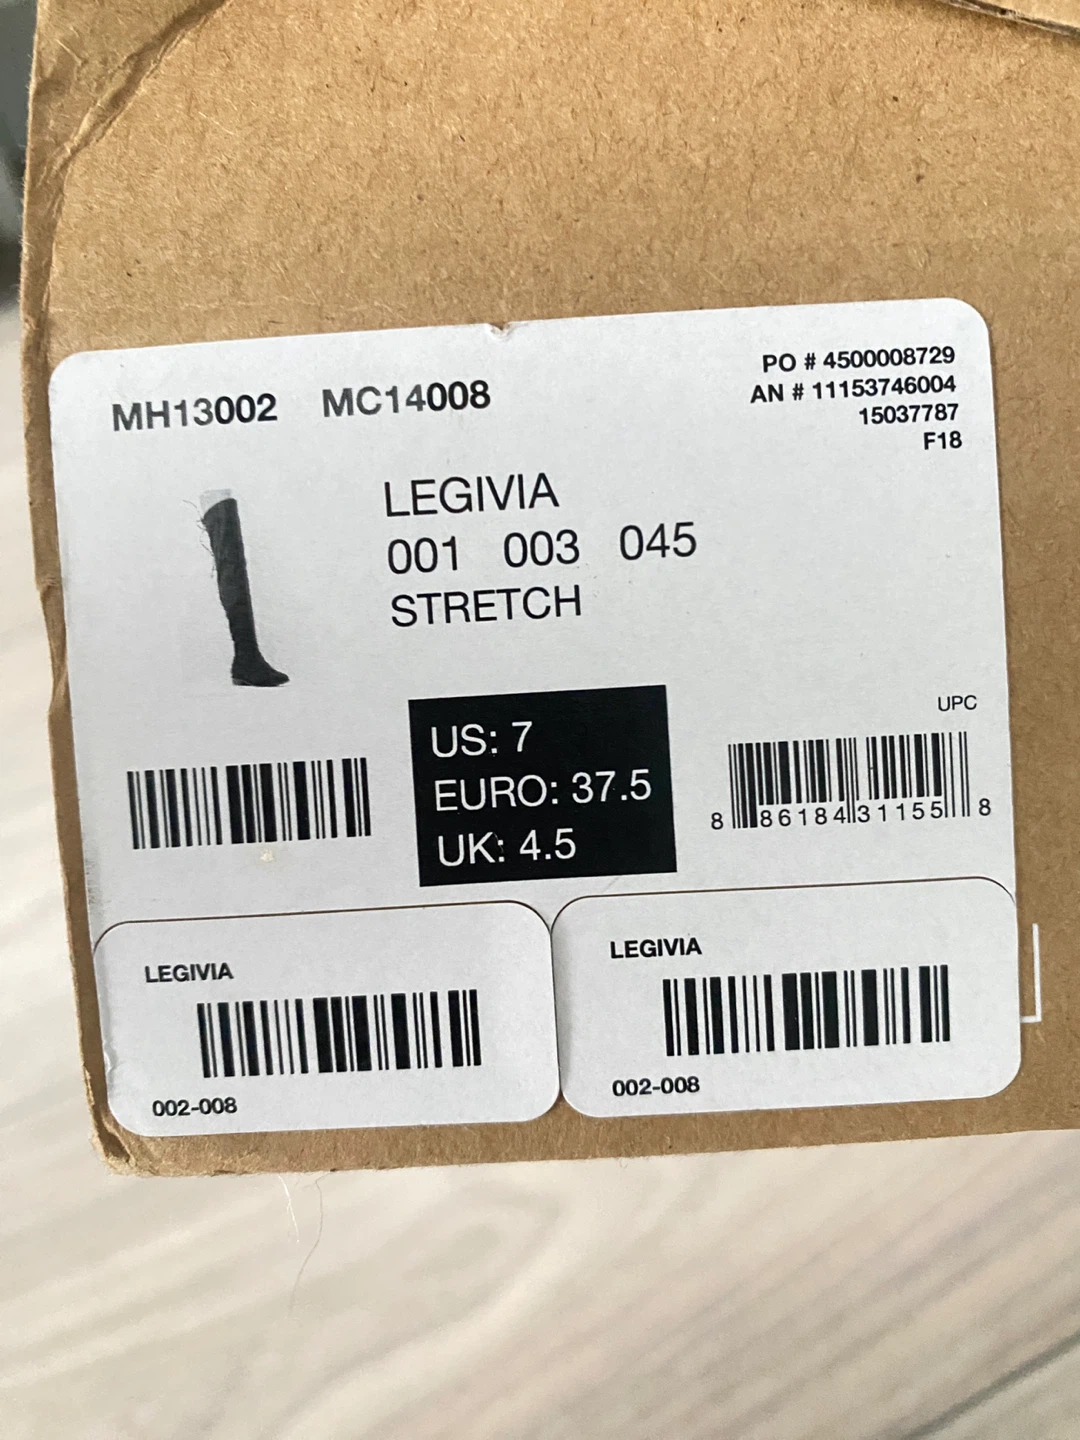 MH13002 MC14008
PO # 4500008729
AN # 11153746004
15037787
F18
LEGIVIA
001 003 045
STRETCH
US: 7
EURO: 37.5
UK: 4.5
UPC
8 86184 31155 8
LEGIVIA
002-008
LEGIVIA
002-008